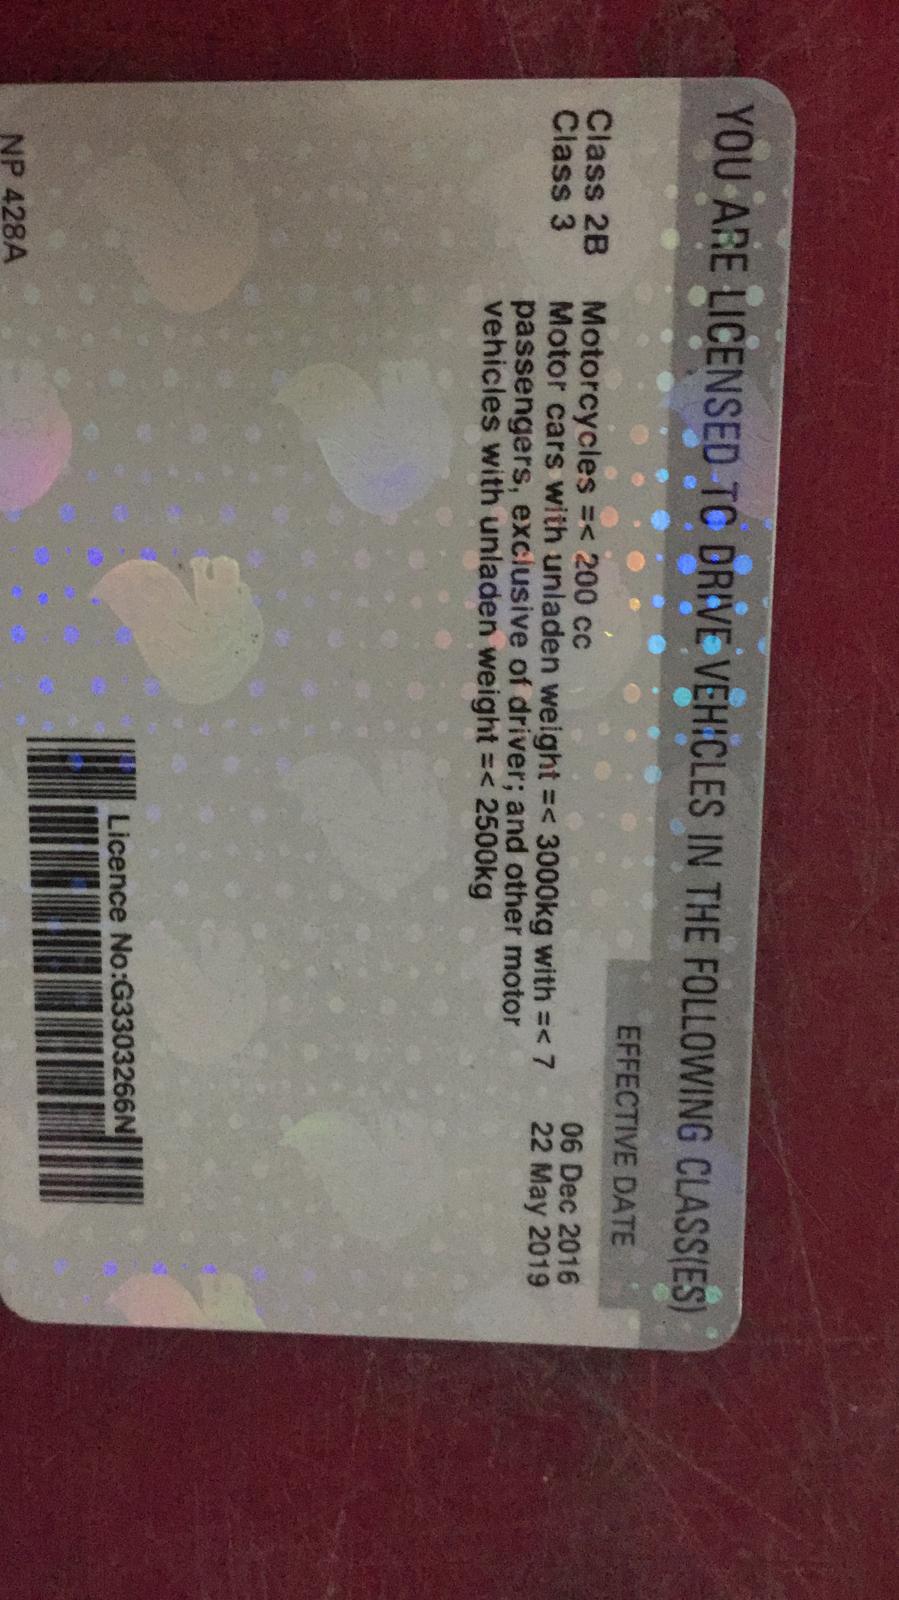 YOU ARE LICENSED TO DRIVE VEHICLES IN THE FOLLOWING CLASS(ES)
EFFECTIVE DATE
Class 2B Motorcycles =< 200 cc 06 Dec 2016
Class 3 Motor cars with unladen weight =< 3000kg with =< 7 22 May 2019
passengers, exclusive of driver; and other motor
vehicles with unladen weight =< 2500kg
Licence No:G3303266N
NP 428A